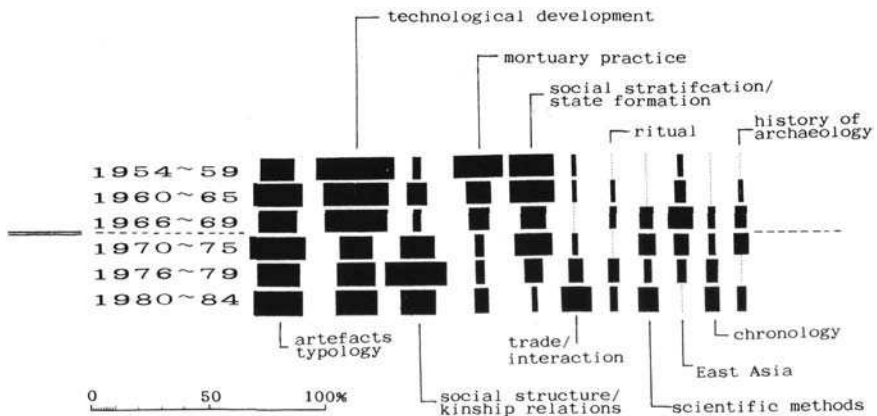 technological development
mortuary practice
social stratifcation/
state formation
ritual
history of
archaeology
1954~59
1960~65
1966~69
1970~75
1976~79
1980~84
artefacts
typology
social structure/
kinship relations
trade/
interaction
scientific methods
East Asia
chronology
0 50 100%